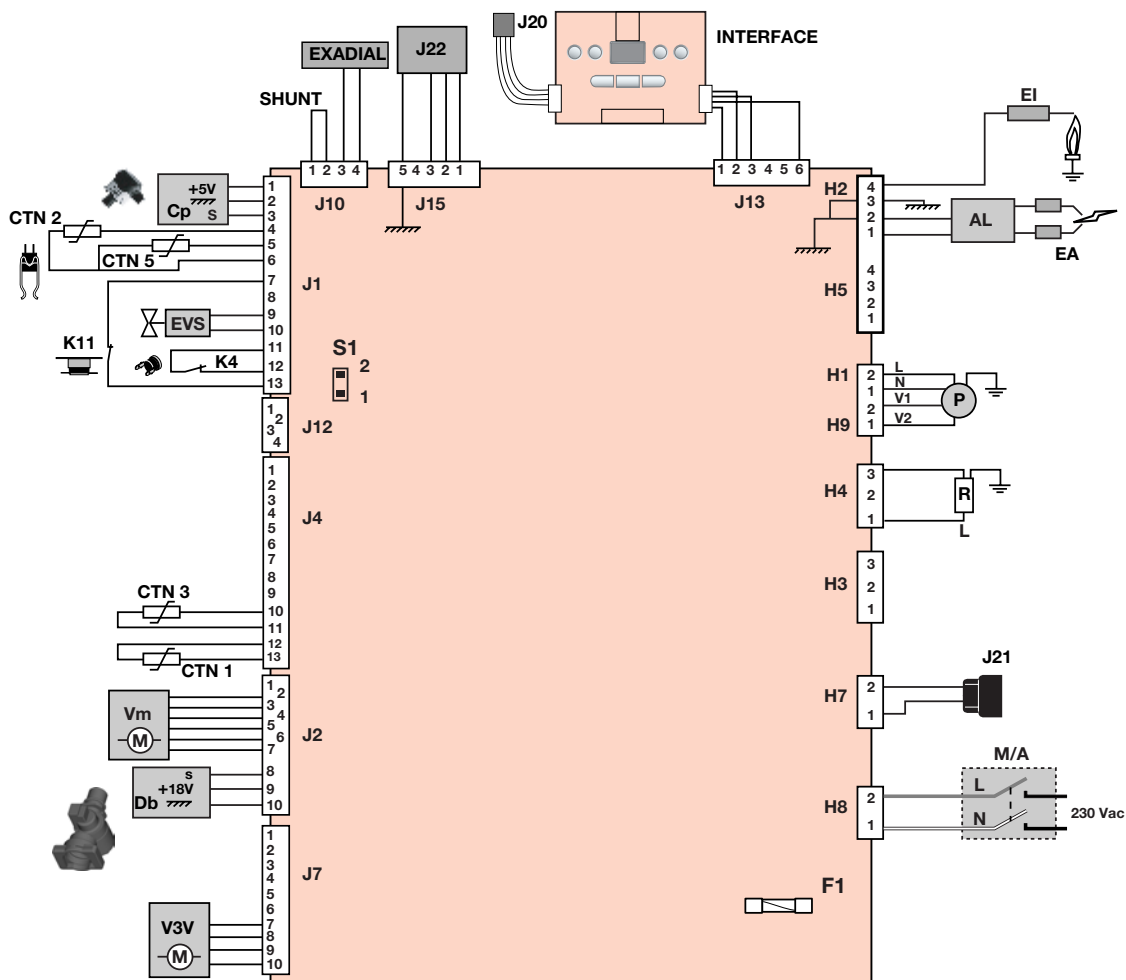 J20
INTERFACE
EXADIAL
J22
SHUNT
1 2 3 4
J10
5 4 3 2 1
J15
1 2 3 4 5 6
J13
EI
H2
4
3
2
1
AL
EA
H5
4
3
2
1
+5V
Cp S
CTN 2
CTN 5
1
2
3
4
5
6
7
8
9
10
11
12
13
J1
EVS
K11
K4
S1
2
1
1
2
3
4
J12
H1
2
1
H9
2
1
L
N
V1
V2
P
H4
3
2
1
R
L
1
2
3
4
5
6
7
8
9
10
11
12
13
J4
CTN 3
CTN 1
H3
3
2
1
J21
H7
2
1
Vm
M
1
2
3
4
5
6
7
8
9
10
J2
S
+18V
Db
M/A
H8
2
1
L
N
230 Vac
1
2
3
4
5
6
7
8
9
10
J7
V3V
M
F1